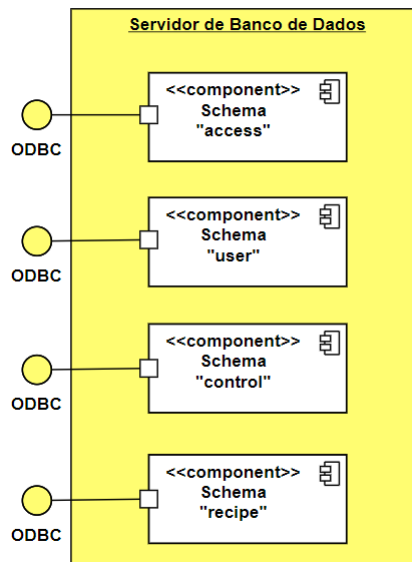 Servidor de Banco de Dados
<<component>>
Schema
"access"
ODBC
<<component>>
Schema
"user"
ODBC
<<component>>
Schema
"control"
ODBC
<<component>>
Schema
"recipe"
ODBC